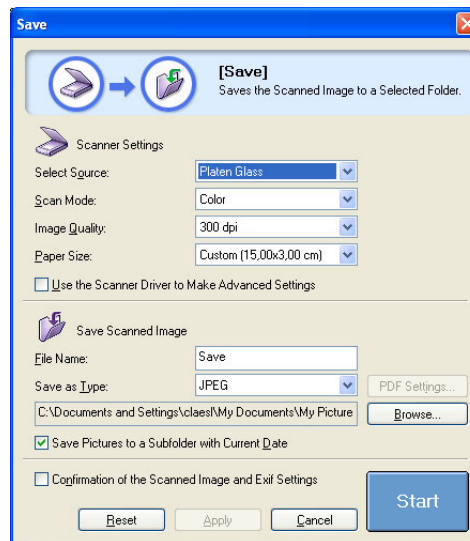 Save
[Save]
Saves the Scanned Image to a Selected Folder.
Scanner Settings
Select Source: Platen Glass
Scan Mode: Color
Image Quality: 300 dpi
Paper Size: Custom (15,00x3,00 cm)
Use the Scanner Driver to Make Advanced Settings
Save Scanned Image
File Name: Save
Save as Type: JPEG PDF Settings...
C:\Documents and Settings\claesl\My Documents\My Picture Browse...
Save Pictures to a Subfolder with Current Date
Confirmation of the Scanned Image and Exif Settings
Start
Reset Apply Cancel